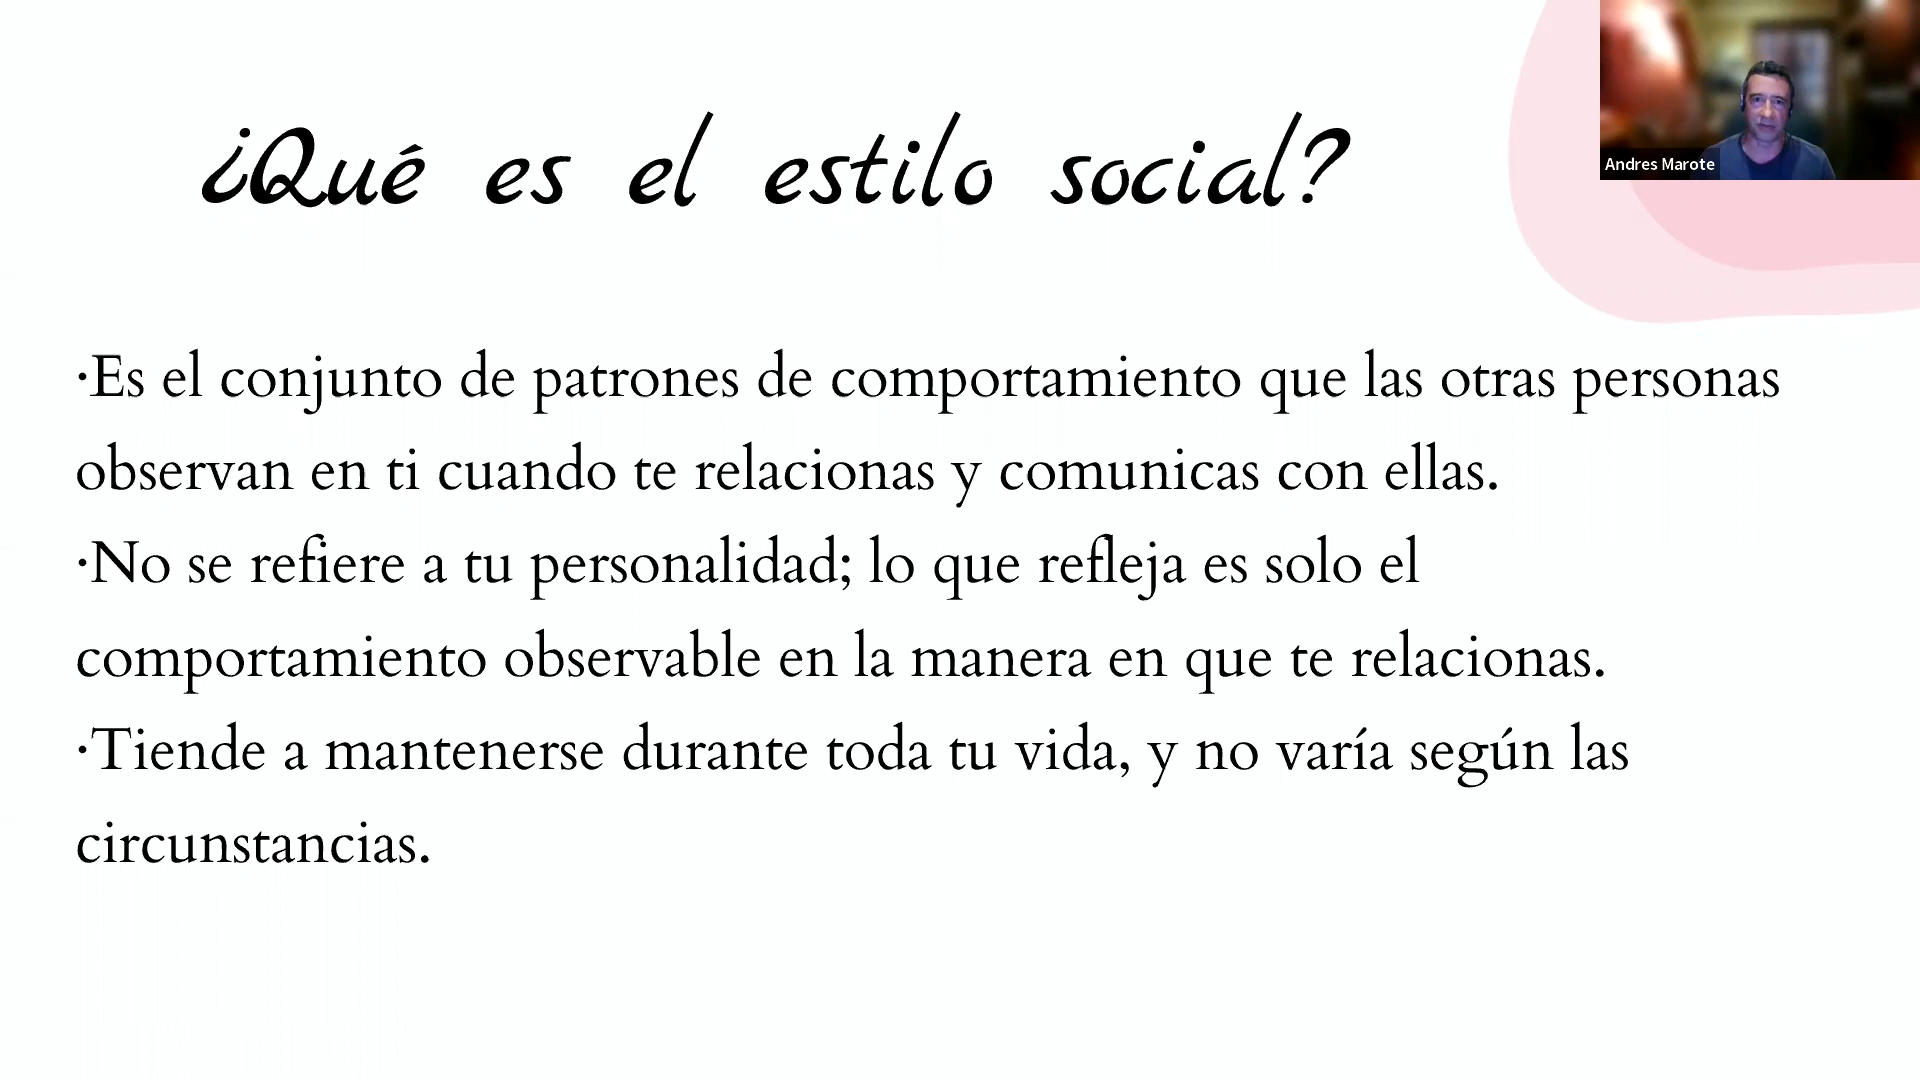 ¿Qué es el estilo social?
Andres Marote
·Es el conjunto de patrones de comportamiento que las otras personas
observan en ti cuando te relacionas y comunicas con ellas.
·No se refiere a tu personalidad; lo que refleja es solo el
comportamiento observable en la manera en que te relacionas.
·Tiende a mantenerse durante toda tu vida, y no varía según las
circunstancias.